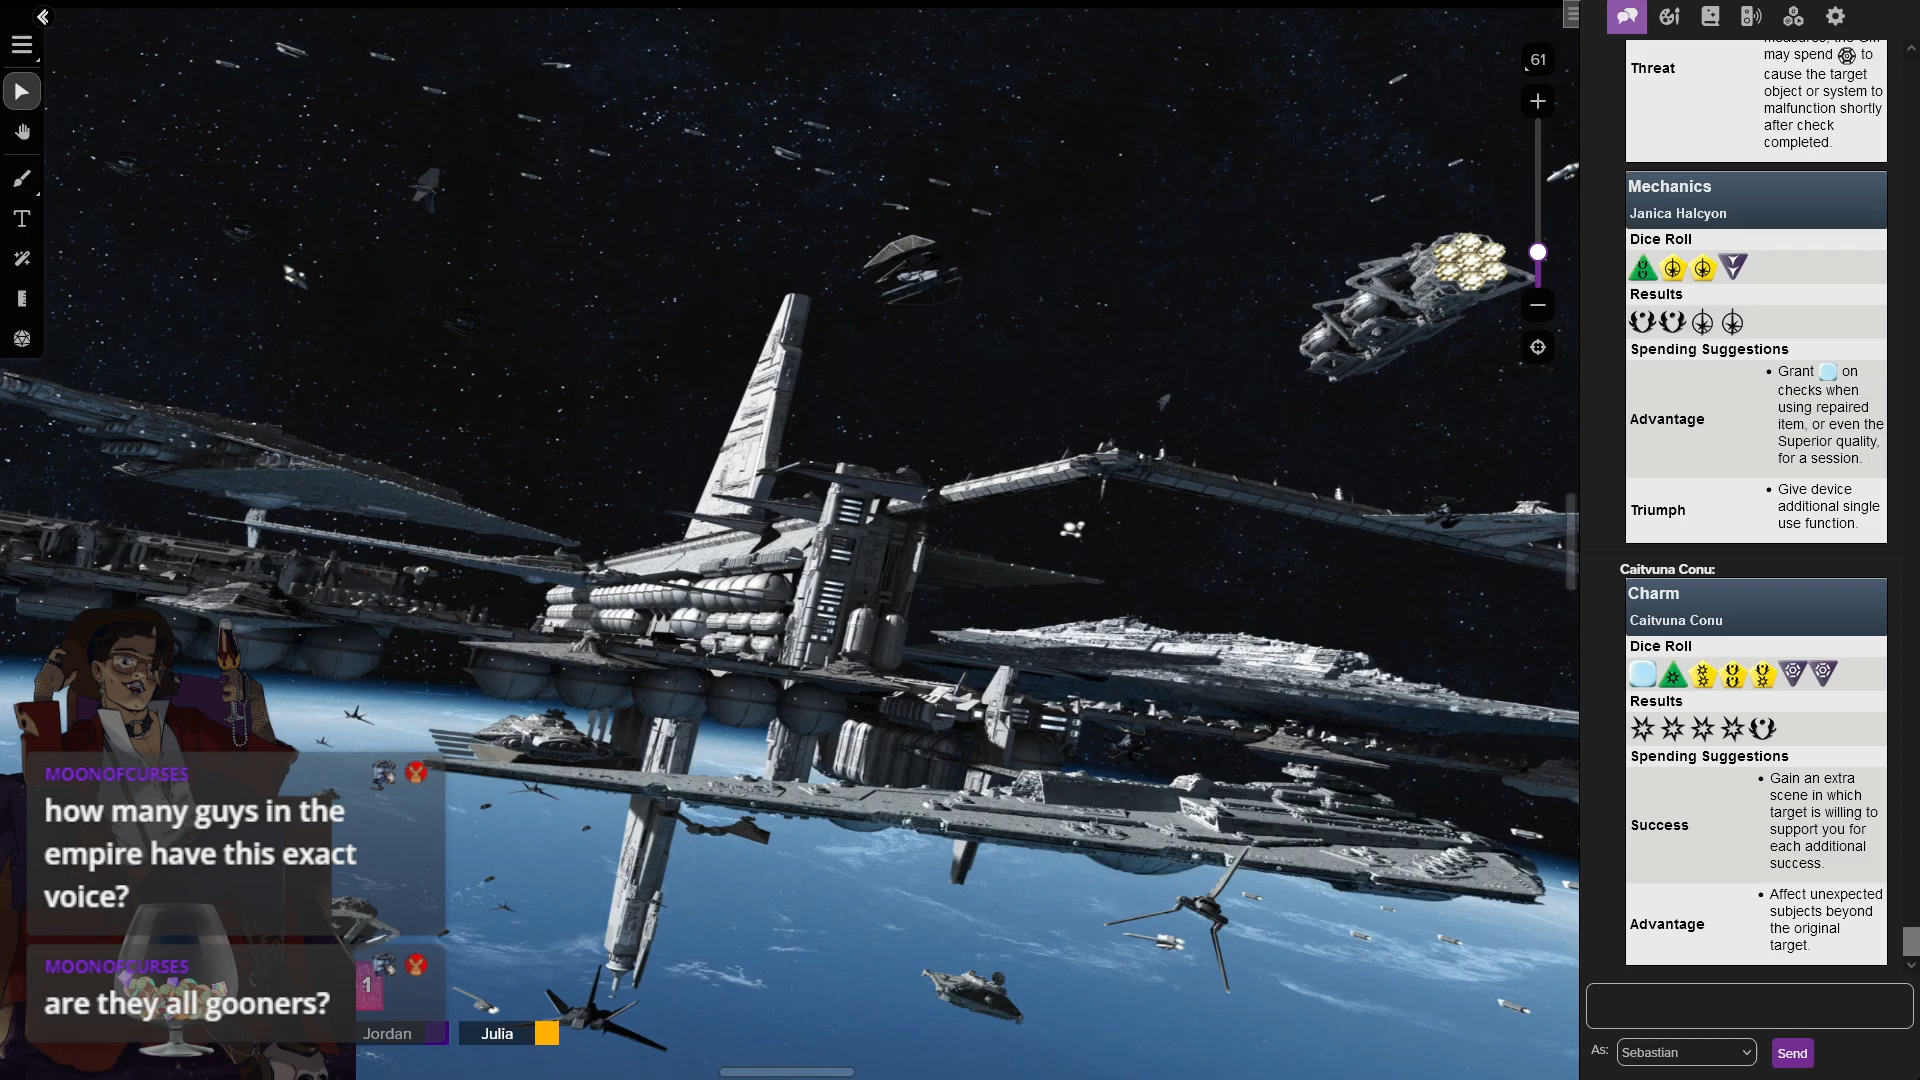 61
may spend to
Threat
cause the target
object or system to
malfunction shortly
after check
completed.
Mechanics
Janica Halcyon
Dice Roll
Results
Spending Suggestions
Advantage
• Grant on
checks when
using repaired
item, or even the
Superior quality,
for a session.
Triumph
• Give device
additional single
use function.
Caitvuna Conu:
Charm
Caitvuna Conu
Dice Roll
Results
Spending Suggestions
Success
• Gain an extra
scene in which
target is willing to
support you for
each additional
success.
Advantage
• Affect unexpected
subjects beyond
the original
target.
As:
Sebastian
Send
MOONOFCURSES
how many guys in the
empire have this exact
voice?
MOONOFCURSES
are they all gooners?
1
Jordan
Julia